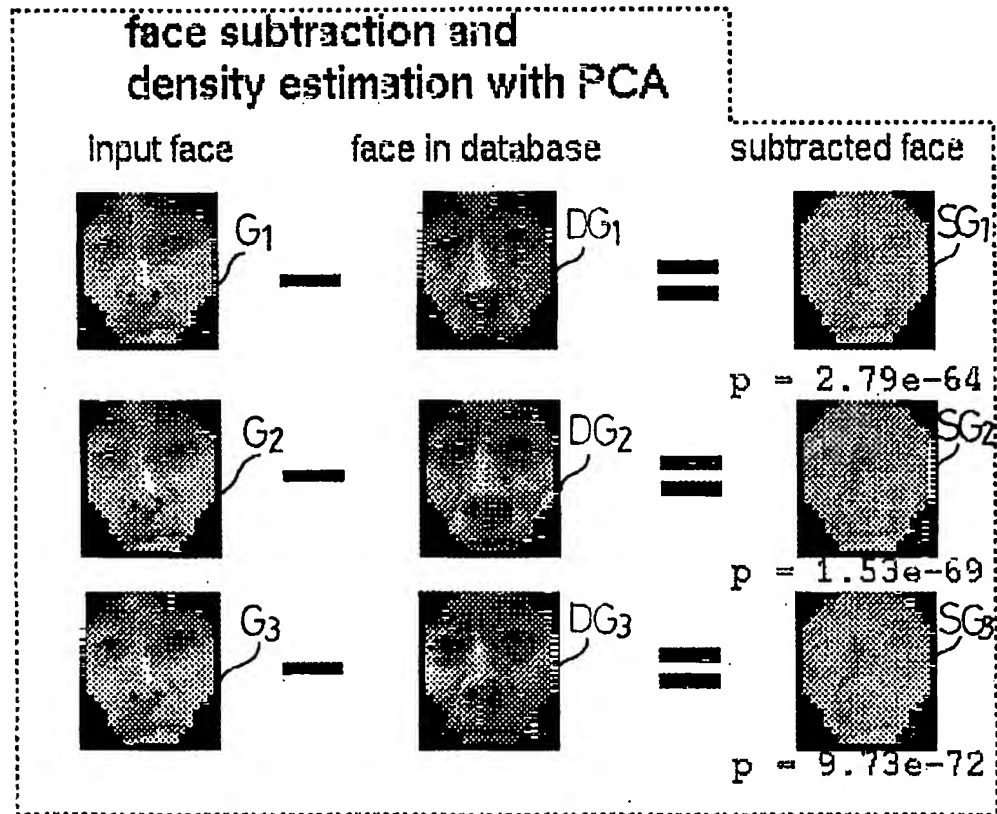 face subtraction and
density estimation with PCA
input face face in database subtracted face
G1 DG1 SG1
p = 2.79e-64
G2 DG2 SG2
p = 1.53e-69
G3 DG3 SG3
p = 9.73e-72